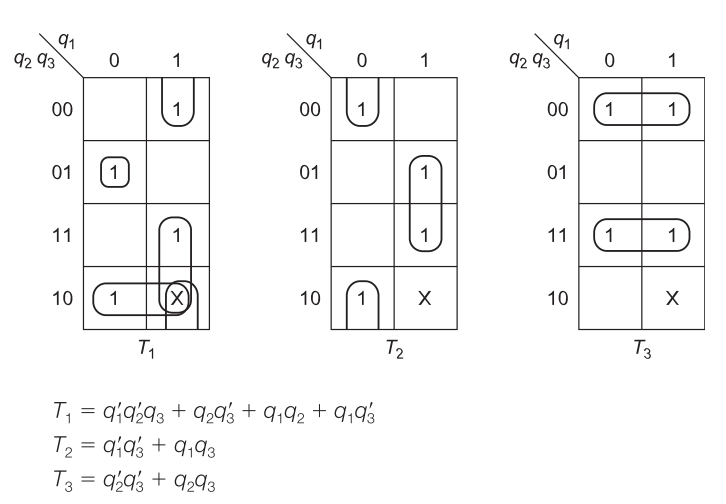 q₁ q₁ q₁
q₂ q₃ 0 1 q₂ q₃ 0 1 q₂ q₃ 0 1
00 1 00 1 00 1 1
01 1 01 1 01
11 1 11 1 11 1 1
10 1 X 10 1 X 10 X
T₁ T₂ T₃
T₁ = q₁′q₂′q₃ + q₂q₃′ + q₁q₂ + q₁q₃′
T₂ = q₁′q₃′ + q₁q₃
T₃ = q₂′q₃′ + q₂q₃